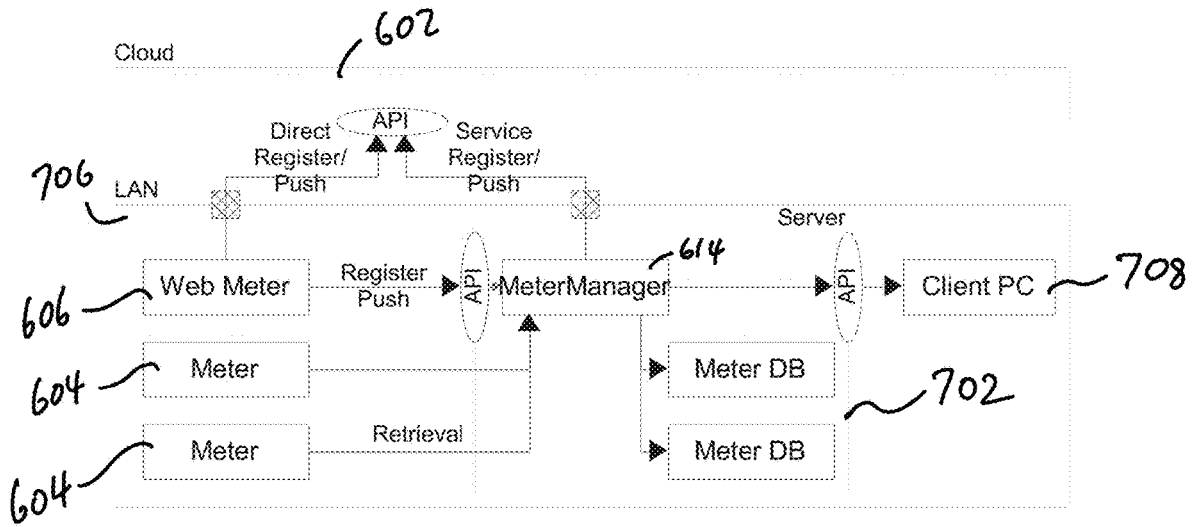 602
Cloud
API
Direct
Register/
Push
Service
Register/
Push
706
LAN
Server
614
Web Meter
Register
Push
API
MeterManager
API
Client PC
708
606
Meter
Meter DB
604
702
Meter
Retrieval
Meter DB
604